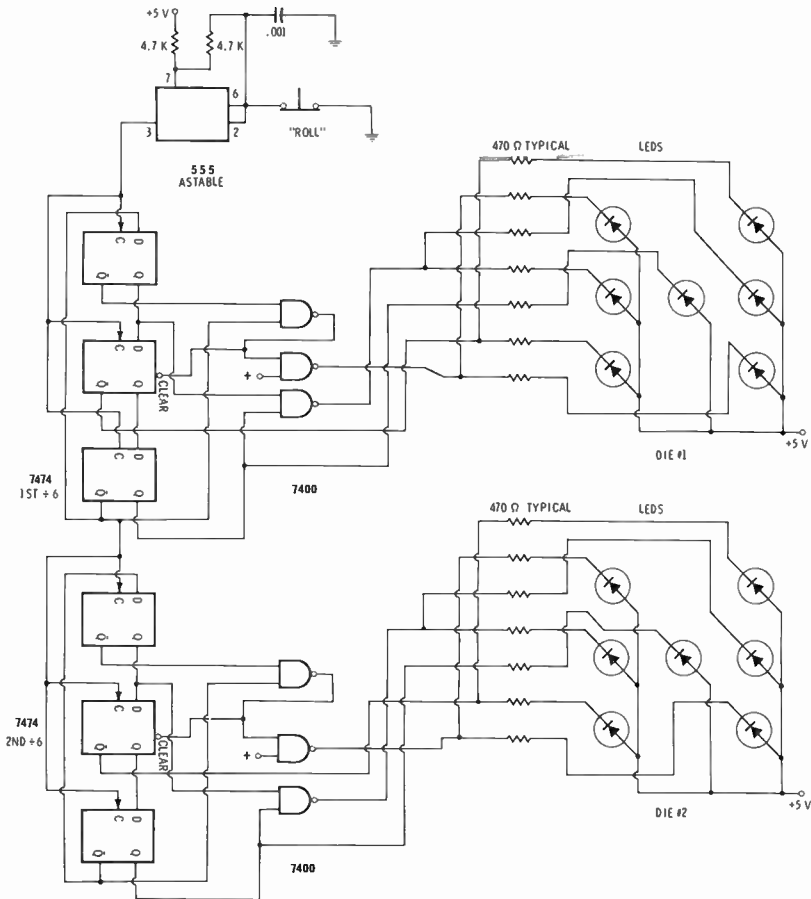 +5 V
4.7 K
4.7 K
.001
7
6
3
2
"ROLL"
555
ASTABLE
470 Ω TYPICAL
LEDS
C
D
Q̅
Q
C
D
Q̅
Q
CLEAR
+
C
D
Q̅
Q
7474
1ST ÷ 6
7400
DIE #1
+5 V
470 Ω TYPICAL
LEDS
C
D
Q̅
Q
C
D
Q̅
Q
CLEAR
+
7474
2ND ÷6
C
D
Q̅
Q
7400
DIE #2
+5 V